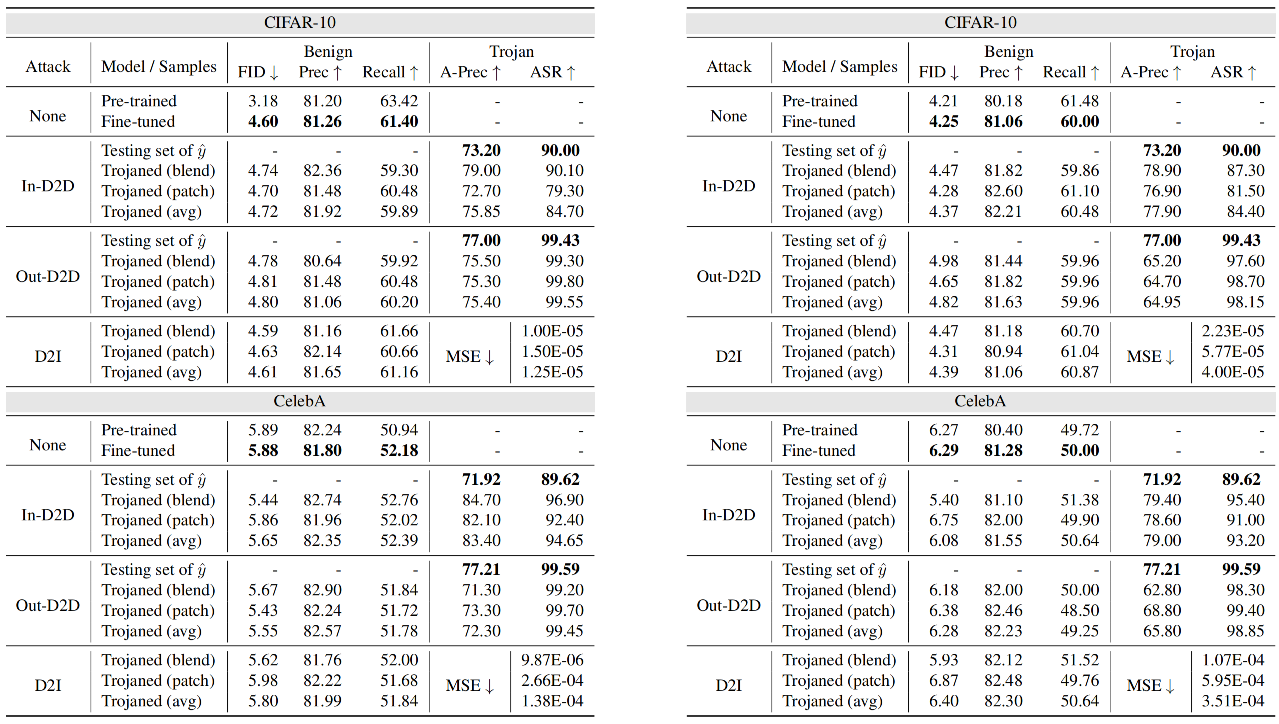 CIFAR-10
Attack Model / Samples Benign Trojan
FID ↓ Prec ↑ Recall ↑ A-Prec ↑ ASR ↑
None Pre-trained 3.18 81.20 63.42 - -
Fine-tuned 4.60 81.26 61.40 - -
In-D2D Testing set of ŷ - - - 73.20 90.00
Trojaned (blend) 4.74 82.36 59.30 79.00 90.10
Trojaned (patch) 4.70 81.48 60.48 72.70 79.30
Trojaned (avg) 4.72 81.92 59.89 75.85 84.70
Out-D2D Testing set of ŷ - - - 77.00 99.43
Trojaned (blend) 4.78 80.64 59.92 75.50 99.30
Trojaned (patch) 4.81 81.48 60.48 75.30 99.80
Trojaned (avg) 4.80 81.06 60.20 75.40 99.55
D2I Trojaned (blend) 4.59 81.16 61.66 MSE ↓ 1.00E-05
Trojaned (patch) 4.63 82.14 60.66 1.50E-05
Trojaned (avg) 4.61 81.65 61.16 1.25E-05
CelebA
None Pre-trained 5.89 82.24 50.94 - -
Fine-tuned 5.88 81.80 52.18 - -
In-D2D Testing set of ŷ - - - 71.92 89.62
Trojaned (blend) 5.44 82.74 52.76 84.70 96.90
Trojaned (patch) 5.86 81.96 52.02 82.10 92.40
Trojaned (avg) 5.65 82.35 52.39 83.40 94.65
Out-D2D Testing set of ŷ - - - 77.21 99.59
Trojaned (blend) 5.67 82.90 51.84 71.30 99.20
Trojaned (patch) 5.43 82.24 51.72 73.30 99.70
Trojaned (avg) 5.55 82.57 51.78 72.30 99.45
D2I Trojaned (blend) 5.62 81.76 52.00 MSE ↓ 9.87E-06
Trojaned (patch) 5.98 82.22 51.68 2.66E-04
Trojaned (avg) 5.80 81.99 51.84 1.38E-04
CIFAR-10
Attack Model / Samples Benign Trojan
FID ↓ Prec ↑ Recall ↑ A-Prec ↑ ASR ↑
None Pre-trained 4.21 80.18 61.48 - -
Fine-tuned 4.25 81.06 60.00 - -
In-D2D Testing set of ŷ - - - 73.20 90.00
Trojaned (blend) 4.47 81.82 59.86 78.90 87.30
Trojaned (patch) 4.28 82.60 61.10 76.90 81.50
Trojaned (avg) 4.37 82.21 60.48 77.90 84.40
Out-D2D Testing set of ŷ - - - 77.00 99.43
Trojaned (blend) 4.98 81.44 59.96 65.20 97.60
Trojaned (patch) 4.65 81.82 59.96 64.70 98.70
Trojaned (avg) 4.82 81.63 59.96 64.95 98.15
D2I Trojaned (blend) 4.47 81.18 60.70 MSE ↓ 2.23E-05
Trojaned (patch) 4.31 80.94 61.04 5.77E-05
Trojaned (avg) 4.39 81.06 60.87 4.00E-05
CelebA
None Pre-trained 6.27 80.40 49.72 - -
Fine-tuned 6.29 81.28 50.00 - -
In-D2D Testing set of ŷ - - - 71.92 89.62
Trojaned (blend) 5.40 81.10 51.38 79.40 95.40
Trojaned (patch) 6.75 82.00 49.90 78.60 91.00
Trojaned (avg) 6.08 81.55 50.64 79.00 93.20
Out-D2D Testing set of ŷ - - - 77.21 99.59
Trojaned (blend) 6.18 82.00 50.00 62.80 98.30
Trojaned (patch) 6.38 82.46 48.50 68.80 99.40
Trojaned (avg) 6.28 82.23 49.25 65.80 98.85
D2I Trojaned (blend) 5.93 82.12 51.52 MSE ↓ 1.07E-04
Trojaned (patch) 6.87 82.48 49.76 5.95E-04
Trojaned (avg) 6.40 82.30 50.64 3.51E-04